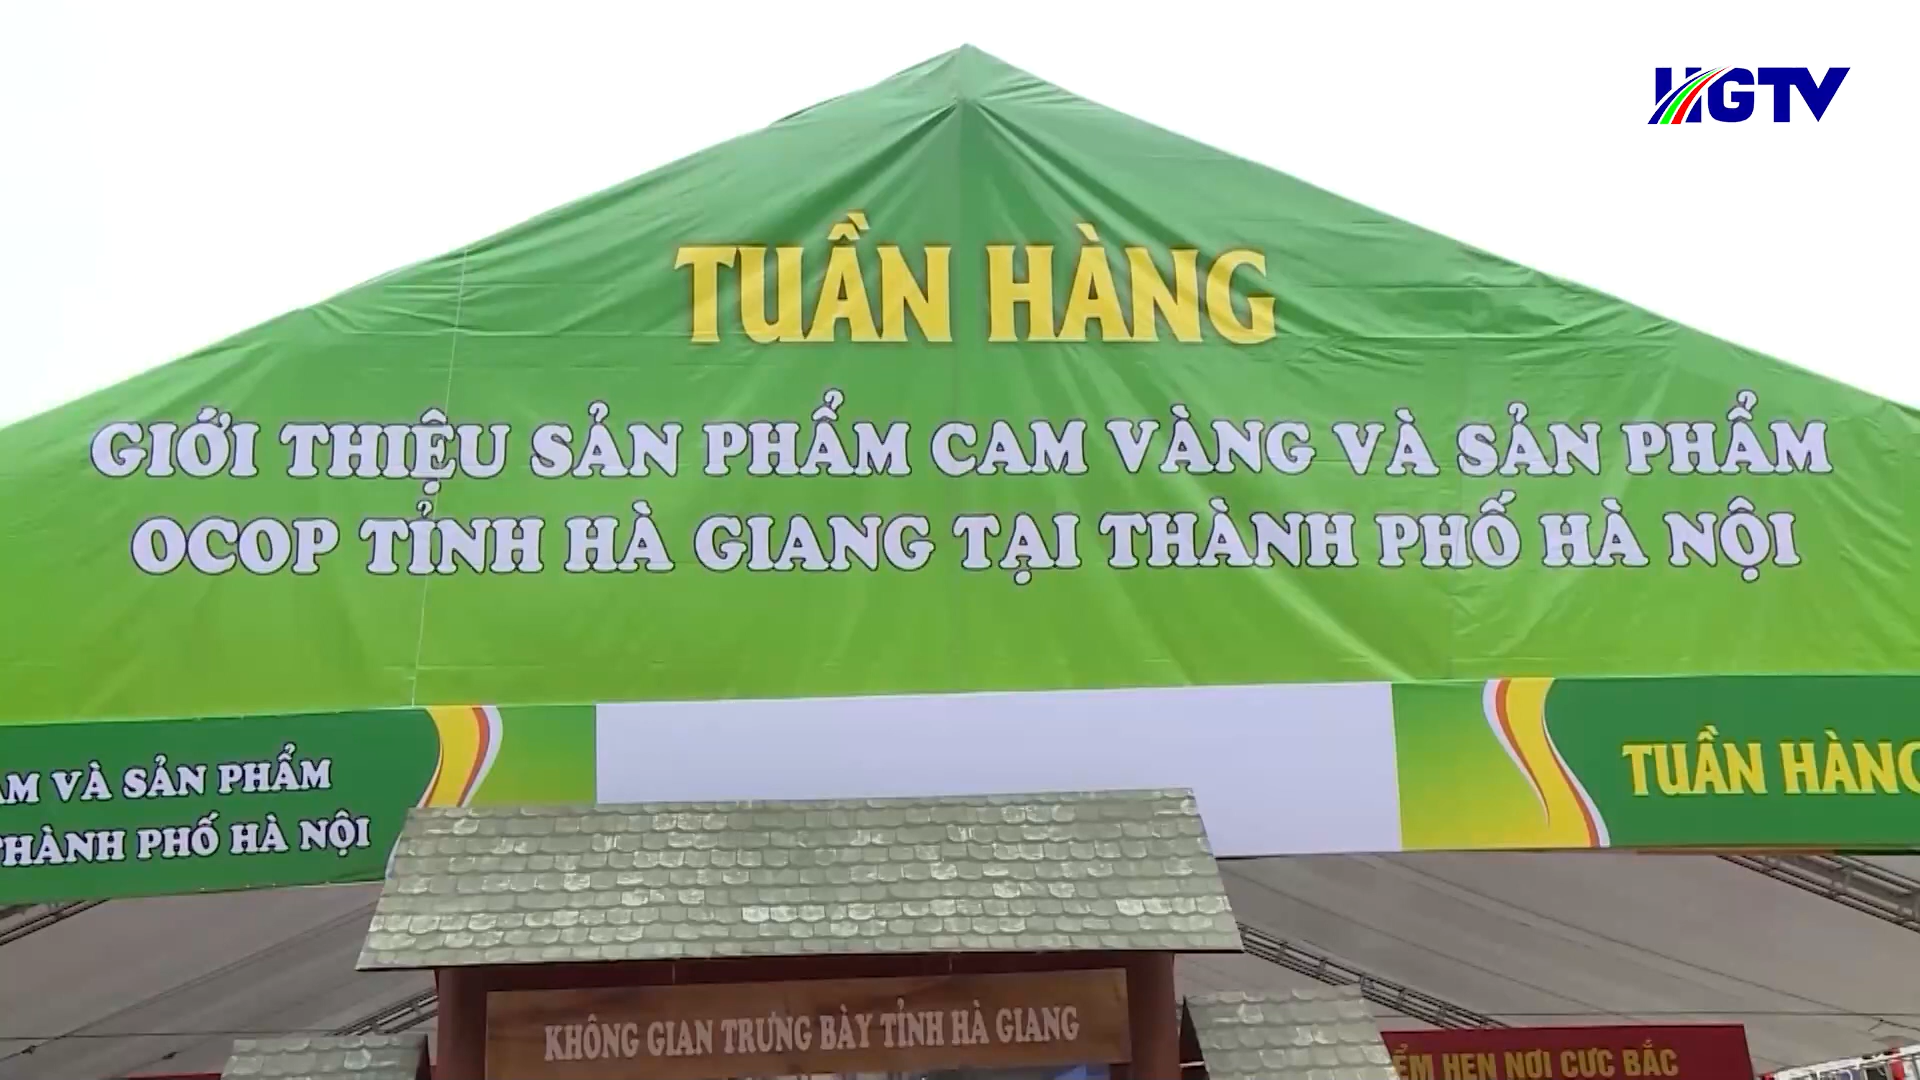 HGTV
TUẦN HÀNG
GIỚI THIỆU SẢN PHẨM CAM VÀNG VÀ SẢN PHẨM
OCOP TỈNH HÀ GIANG TẠI THÀNH PHỐ HÀ NỘI
VÀ SẢN PHẨM
THÀNH PHỐ HÀ NỘI
TUẦN HÀNG
KHÔNG GIAN TRƯNG BÀY TỈNH HÀ GIANG
HẸN NƠI CỰC BẮC